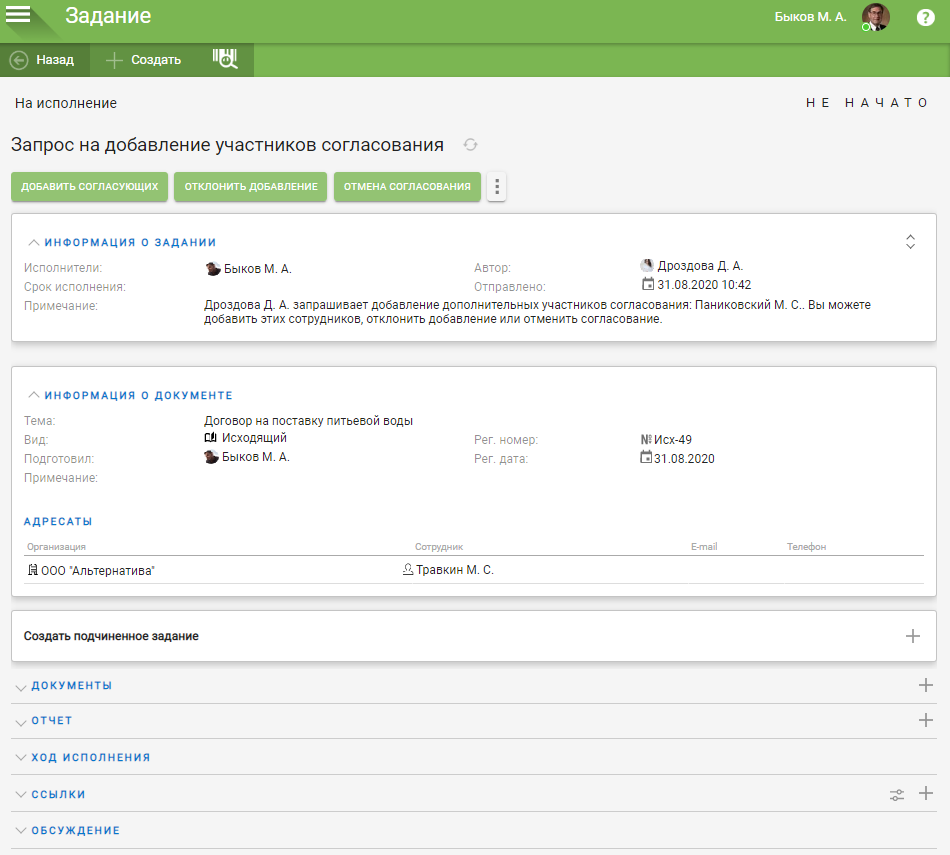 Задание
Быков М. А.
Назад
Создать
На исполнение
НЕ НАЧАТО
Запрос на добавление участников согласования
ДОБАВИТЬ СОГЛАСУЮЩИХ
ОТКЛОНИТЬ ДОБАВЛЕНИЕ
ОТМЕНА СОГЛАСОВАНИЯ
ИНФОРМАЦИЯ О ЗАДАНИИ
Исполнители: Быков М. А.
Автор: Дроздова Д. А.
Срок исполнения:
Отправлено: 31.08.2020 10:42
Примечание: Дроздова Д. А. запрашивает добавление дополнительных участников согласования: Паниковский М. С.. Вы можете
добавить этих сотрудников, отклонить добавление или отменить согласование.
ИНФОРМАЦИЯ О ДОКУМЕНТЕ
Тема: Договор на поставку питьевой воды
Вид: Исходящий
Рег. номер: № Исх-49
Подготовил: Быков М. А.
Рег. дата: 31.08.2020
Примечание:
АДРЕСАТЫ
Организация Сотрудник E-mail Телефон
ООО "Альтернатива" Травкин М. С.
Создать подчиненное задание
ДОКУМЕНТЫ
ОТЧЕТ
ХОД ИСПОЛНЕНИЯ
ССЫЛКИ
ОБСУЖДЕНИЕ